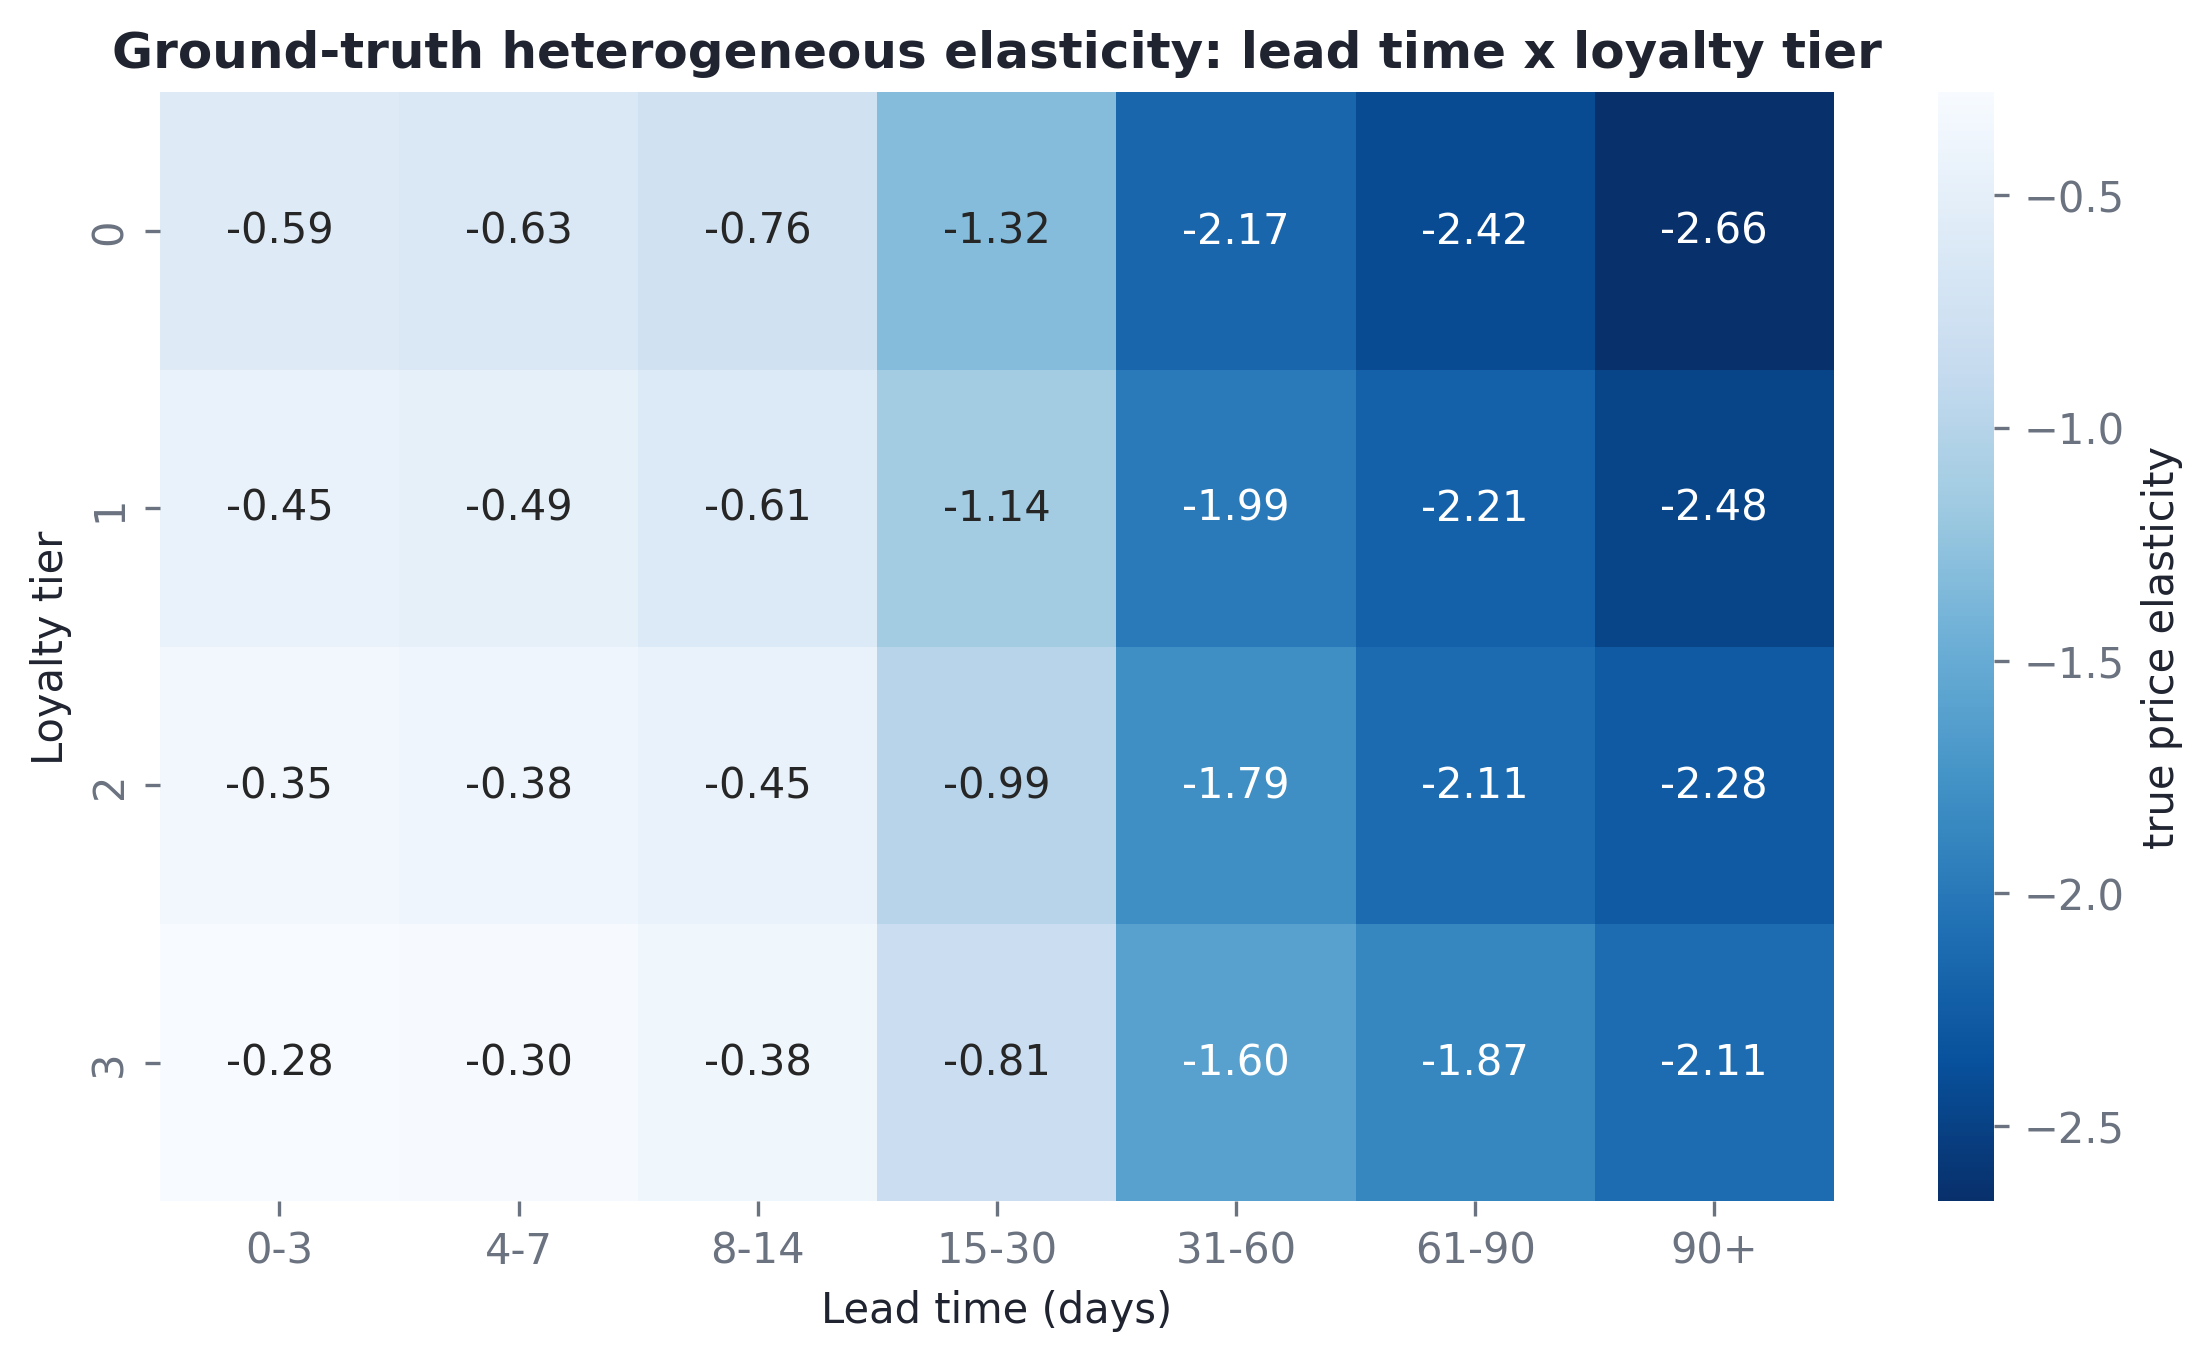 Ground-truth heterogeneous elasticity: lead time x loyalty tier
Loyalty tier
0
-0.59 -0.63 -0.76 -1.32 -2.17 -2.42 -2.66
1
-0.45 -0.49 -0.61 -1.14 -1.99 -2.21 -2.48
2
-0.35 -0.38 -0.45 -0.99 -1.79 -2.11 -2.28
3
-0.28 -0.30 -0.38 -0.81 -1.60 -1.87 -2.11
0-3 4-7 8-14 15-30 31-60 61-90 90+
Lead time (days)
−0.5
−1.0
−1.5
−2.0
−2.5
true price elasticity